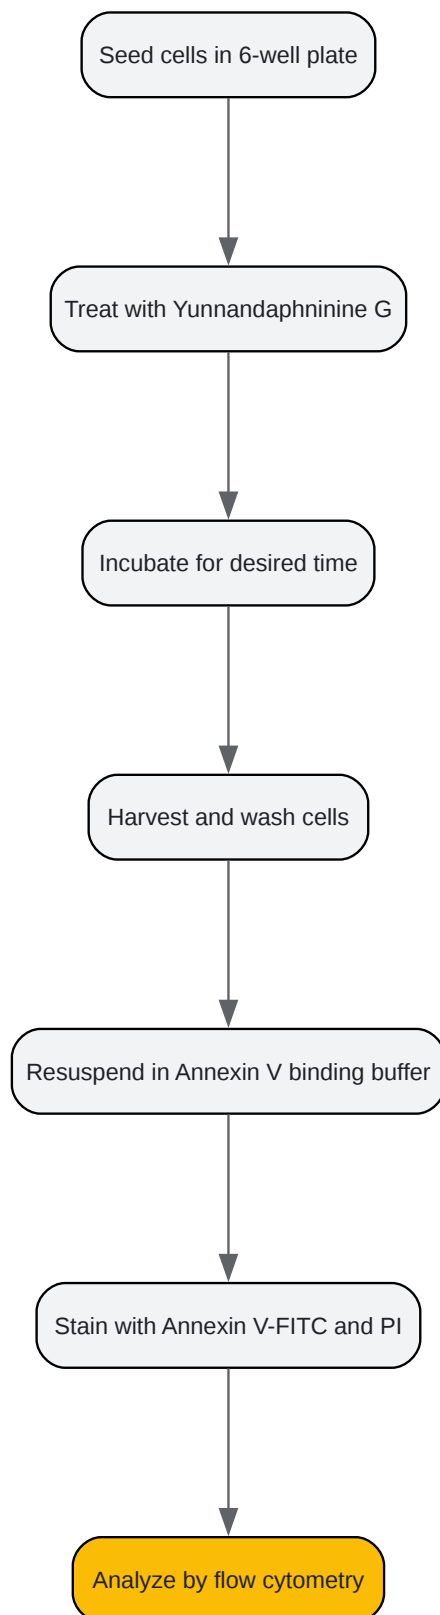 Seed cells in 6-well plate
Treat with Yunnandaphninine G
Incubate for desired time
Harvest and wash cells
Resuspend in Annexin V binding buffer
Stain with Annexin V-FITC and PI
Analyze by flow cytometry